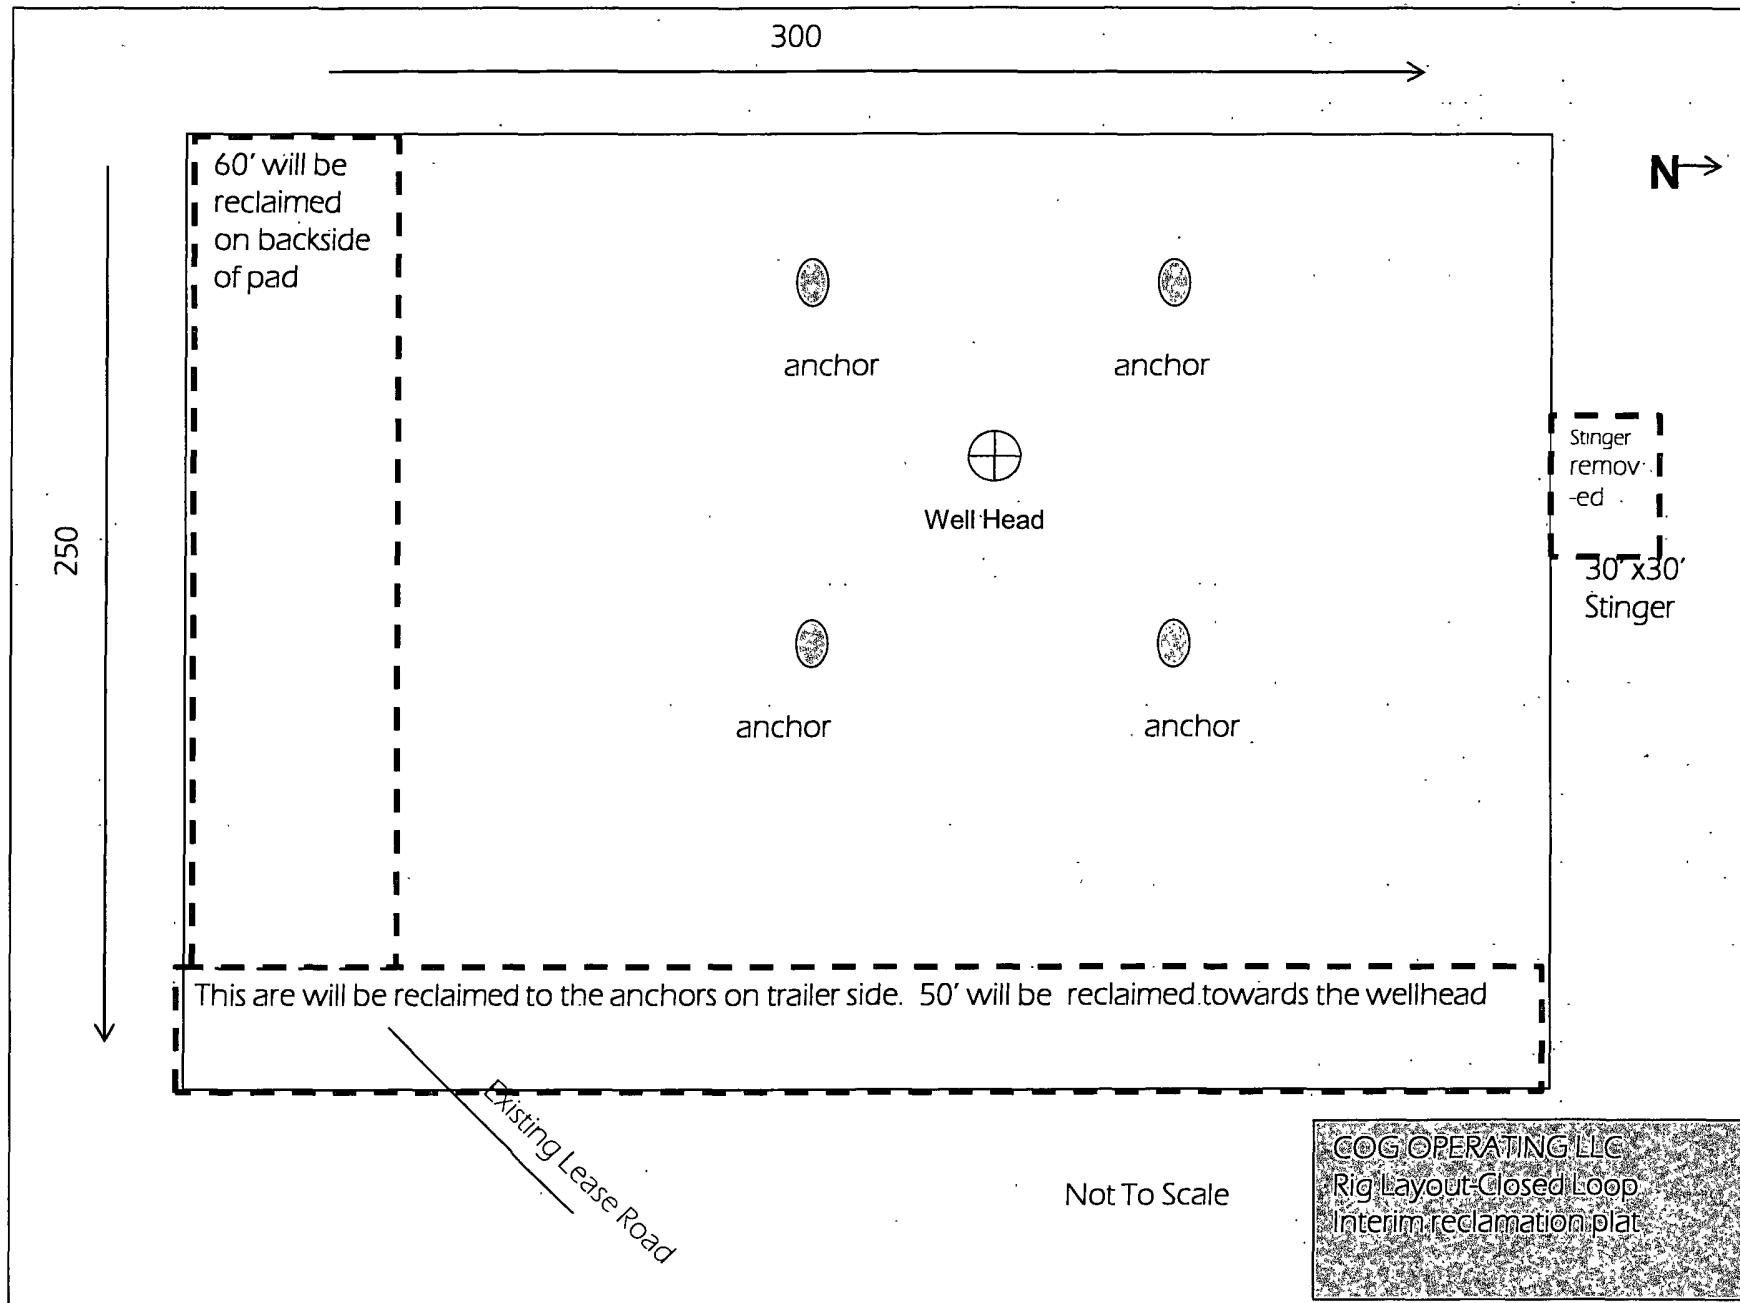 300
N
60' will be
reclaimed
on backside
of pad
anchor
anchor
Stinger
remov
-ed
Well Head
250
30'x30'
Stinger
anchor
anchor
This are will be reclaimed to the anchors on trailer side. 50' will be reclaimed towards the wellhead
Existing Lease Road
Not To Scale
COG OPERATING LLC
Rig Layout-Closed Loop
Interim reclamation plat